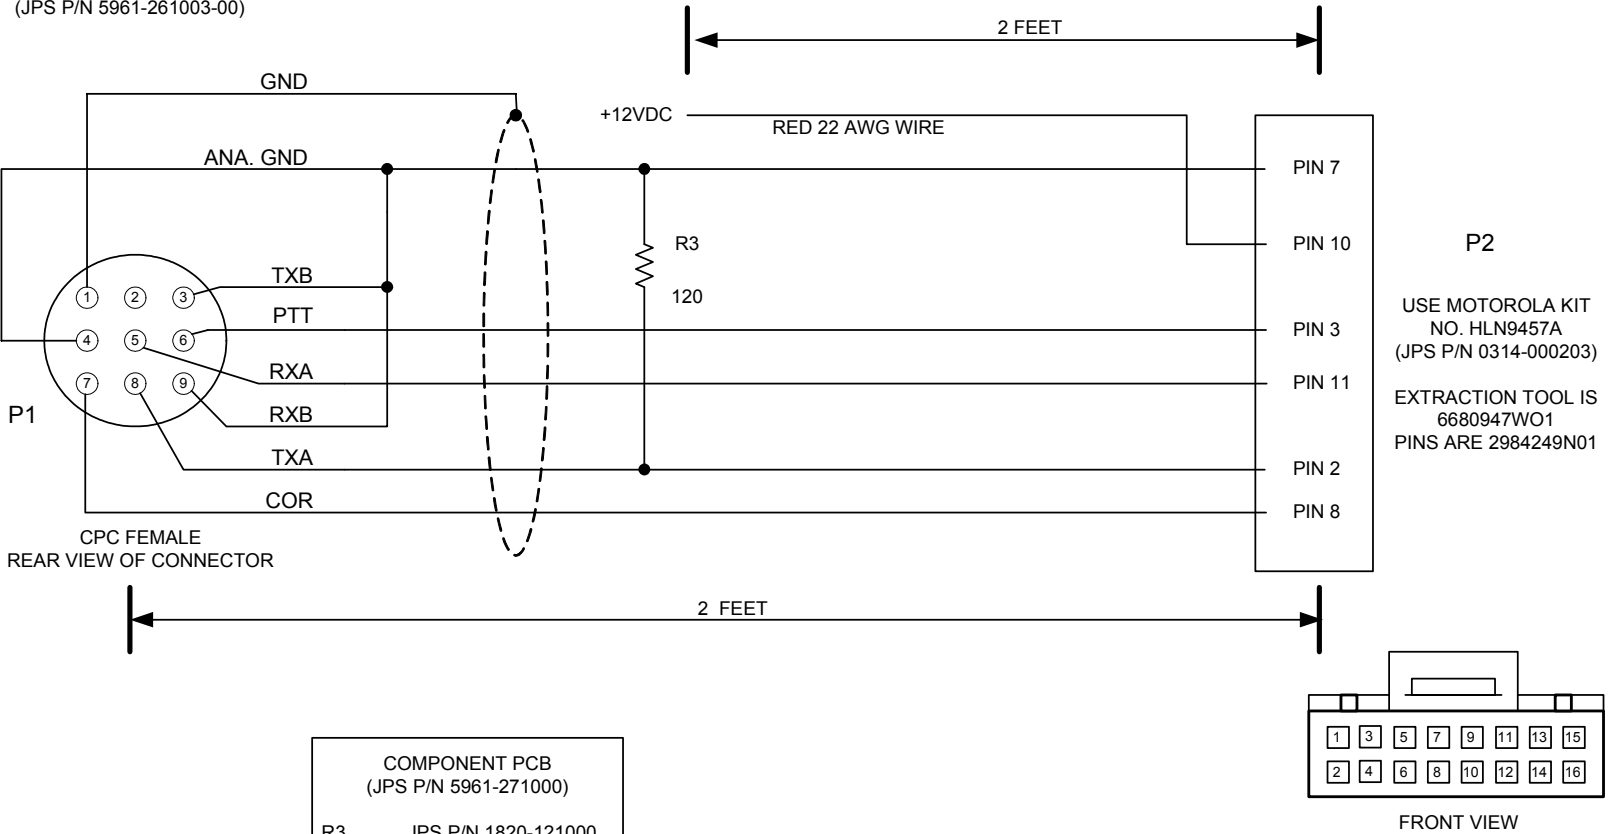 (JPS P/N 5961-261003-00)
2 FEET
GND
+12VDC
RED 22 AWG WIRE
ANA. GND
PIN 7
R3
120
PIN 10
P2
TXB
PTT
PIN 3
RXA
PIN 11
RXB
TXA
PIN 2
COR
PIN 8
1 2 3
4 5 6
7 8 9
P1
USE MOTOROLA KIT
NO. HLN9457A
(JPS P/N 0314-000203)
EXTRACTION TOOL IS
6680947WO1
PINS ARE 2984249N01
CPC FEMALE
REAR VIEW OF CONNECTOR
2 FEET
1 3 5 7 9 11 13 15
2 4 6 8 10 12 14 16
FRONT VIEW
COMPONENT PCB
(JPS P/N 5961-271000)
R3 JPS P/N 1820-121000